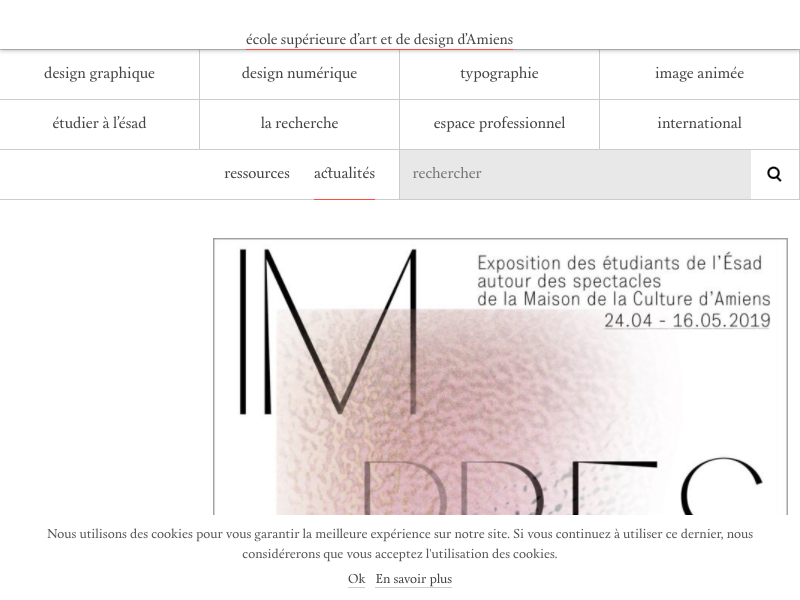 école supérieure d'art et de design d'Amiens
design graphique
design numérique
typographie
image animée
étudier à l'ésad
la recherche
espace professionnel
international
ressources
actualités
rechercher
IM
Exposition des étudiants de l'Ésad
autour des spectacles
de la Maison de la Culture d'Amiens
24.04 - 16.05.2019
PRES
Nous utilisons des cookies pour vous garantir la meilleure expérience sur notre site. Si vous continuez à utiliser ce dernier, nous
considérerons que vous acceptez l'utilisation des cookies.
Ok
En savoir plus